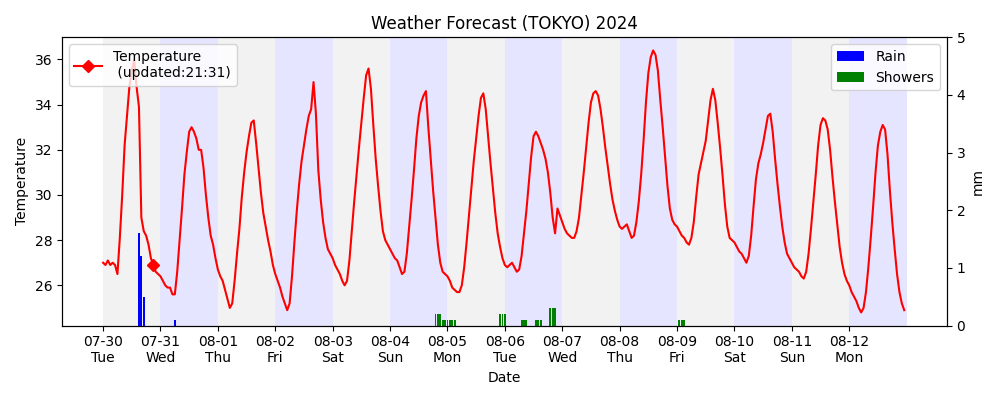 Weather Forecast (TOKYO) 2024
Temperature
(updated:21:31)
Rain
Showers
36
34
32
30
28
26
Temperature
5
4
3
2
1
0
mm
07-30 07-31 08-01 08-02 08-03 08-04 08-05 08-06 08-07 08-08 08-09 08-10 08-11 08-12
Tue Wed Thu Fri Sat Sun Mon Tue Wed Thu Fri Sat Sun Mon
Date